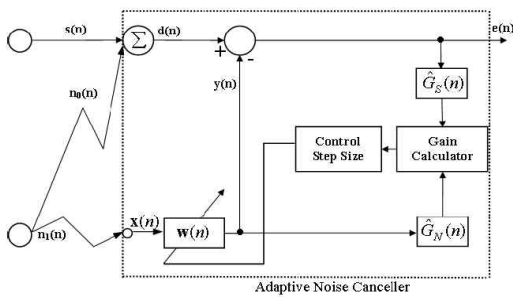 s(n)
Σ
d(n)
+
-
e(n)
n₀(n)
y(n)
Ĝ_S(n)
Control
Step Size
Gain
Calculator
n₁(n)
x(n)
w(n)
Ĝ_N(n)
Adaptive Noise Canceller